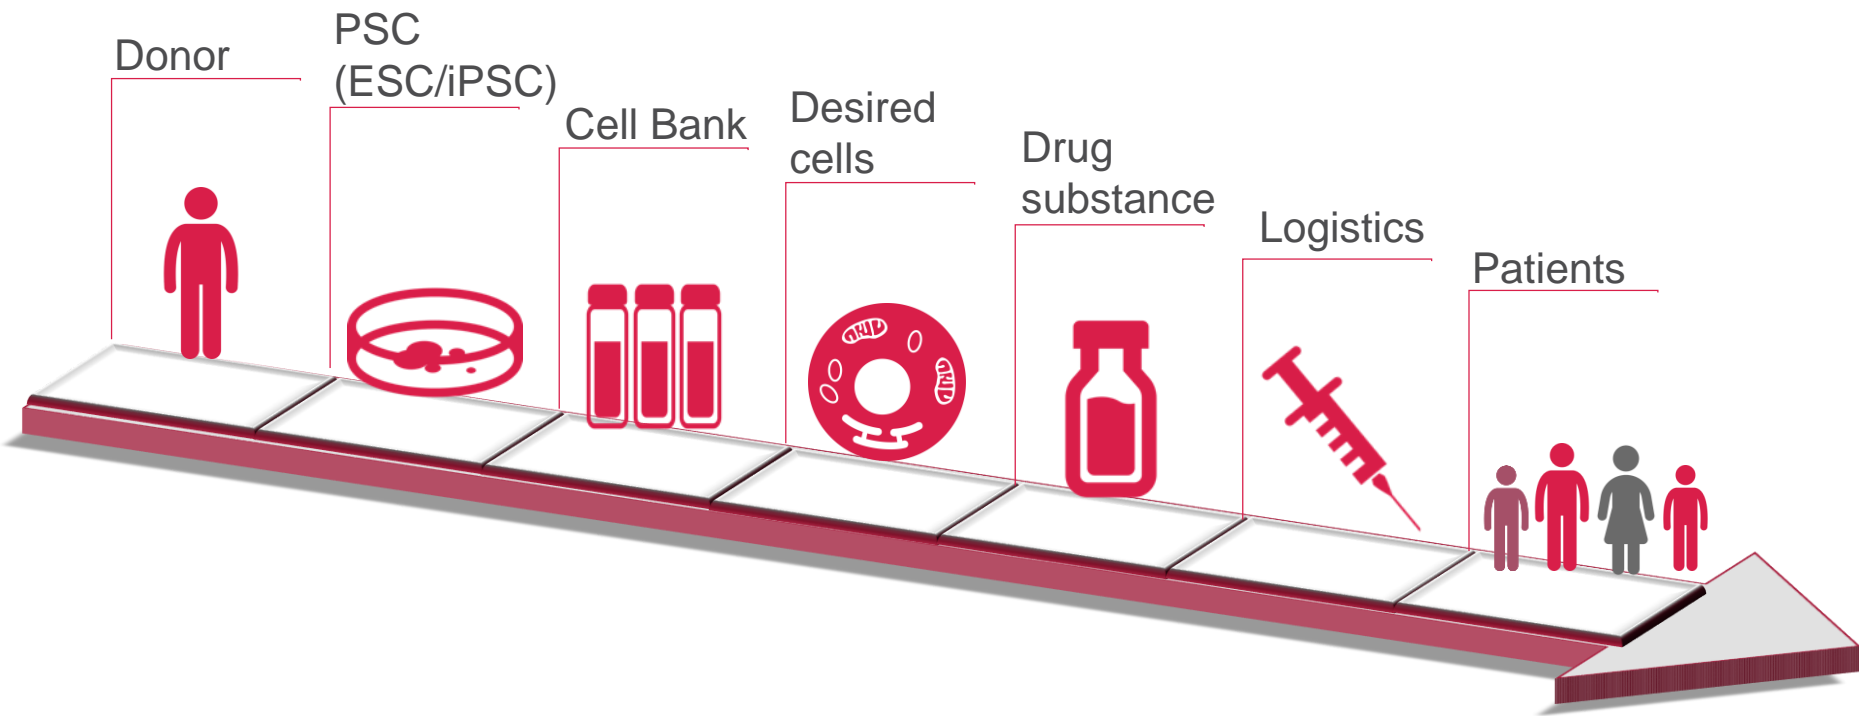 Donor
PSC
(ESC/iPSC)
Cell Bank
Desired
cells
Drug
substance
Logistics
Patients